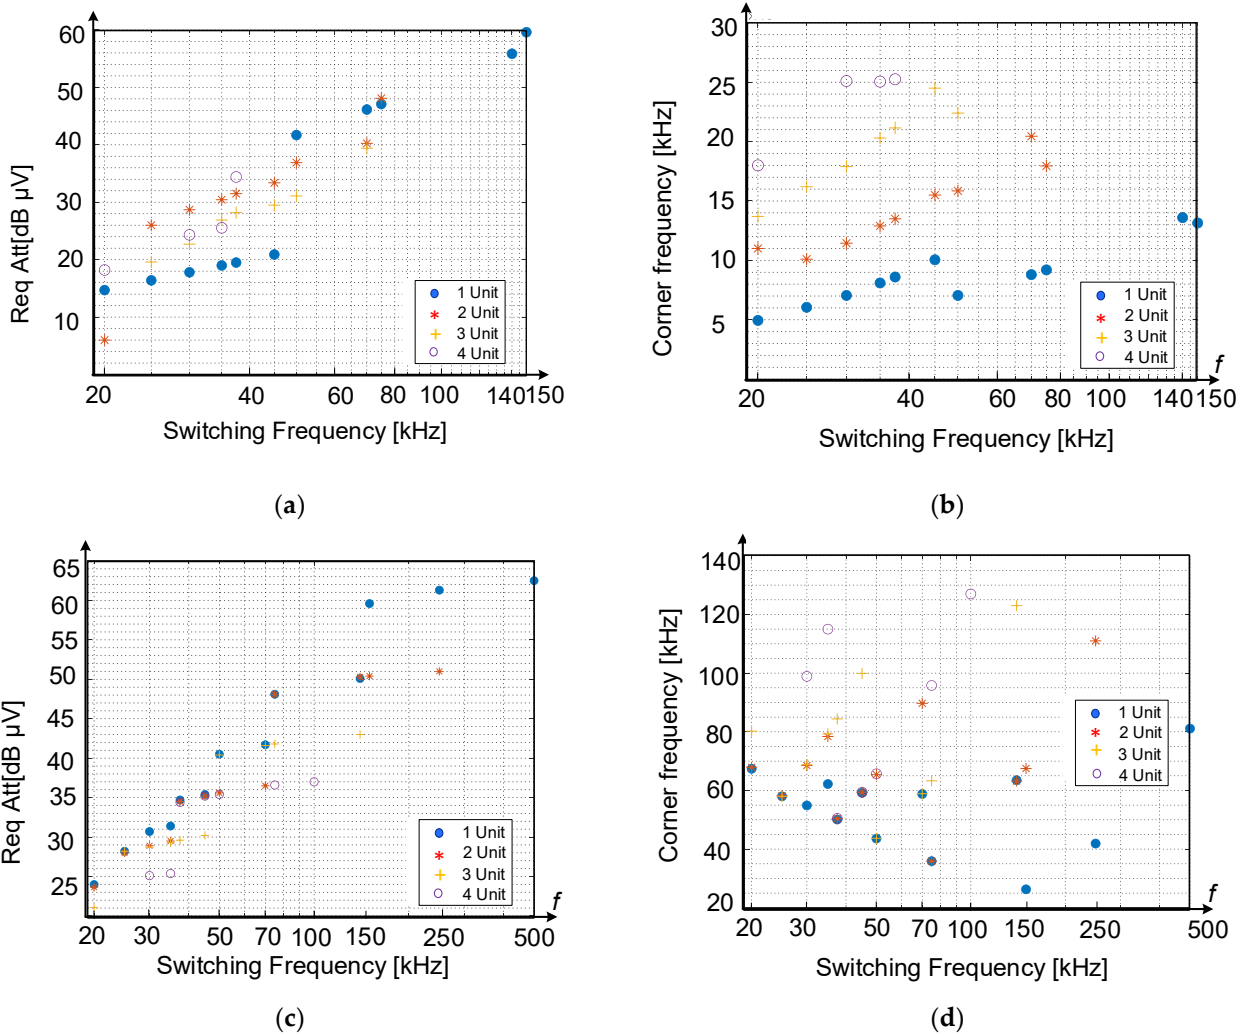 60
50
40
30
20
10
Req Att[dB µV]
1 Unit
2 Unit
3 Unit
4 Unit
20 40 60 80 100 140 150
Switching Frequency [kHz]
(a)
30
25
20
15
10
5
Corner frequency [kHz]
1 Unit
2 Unit
3 Unit
4 Unit
f
20 40 60 80 100 140 150
Switching Frequency [kHz]
(b)
65
60
55
50
45
40
35
30
25
Req Att[dB µV]
1 Unit
2 Unit
3 Unit
4 Unit
f
20 30 50 70 100 150 250 500
Switching Frequency [kHz]
(c)
140
120
100
80
60
40
20
Corner frequency [kHz]
1 Unit
2 Unit
3 Unit
4 Unit
f
20 30 50 70 100 150 250 500
Switching Frequency [kHz]
(d)